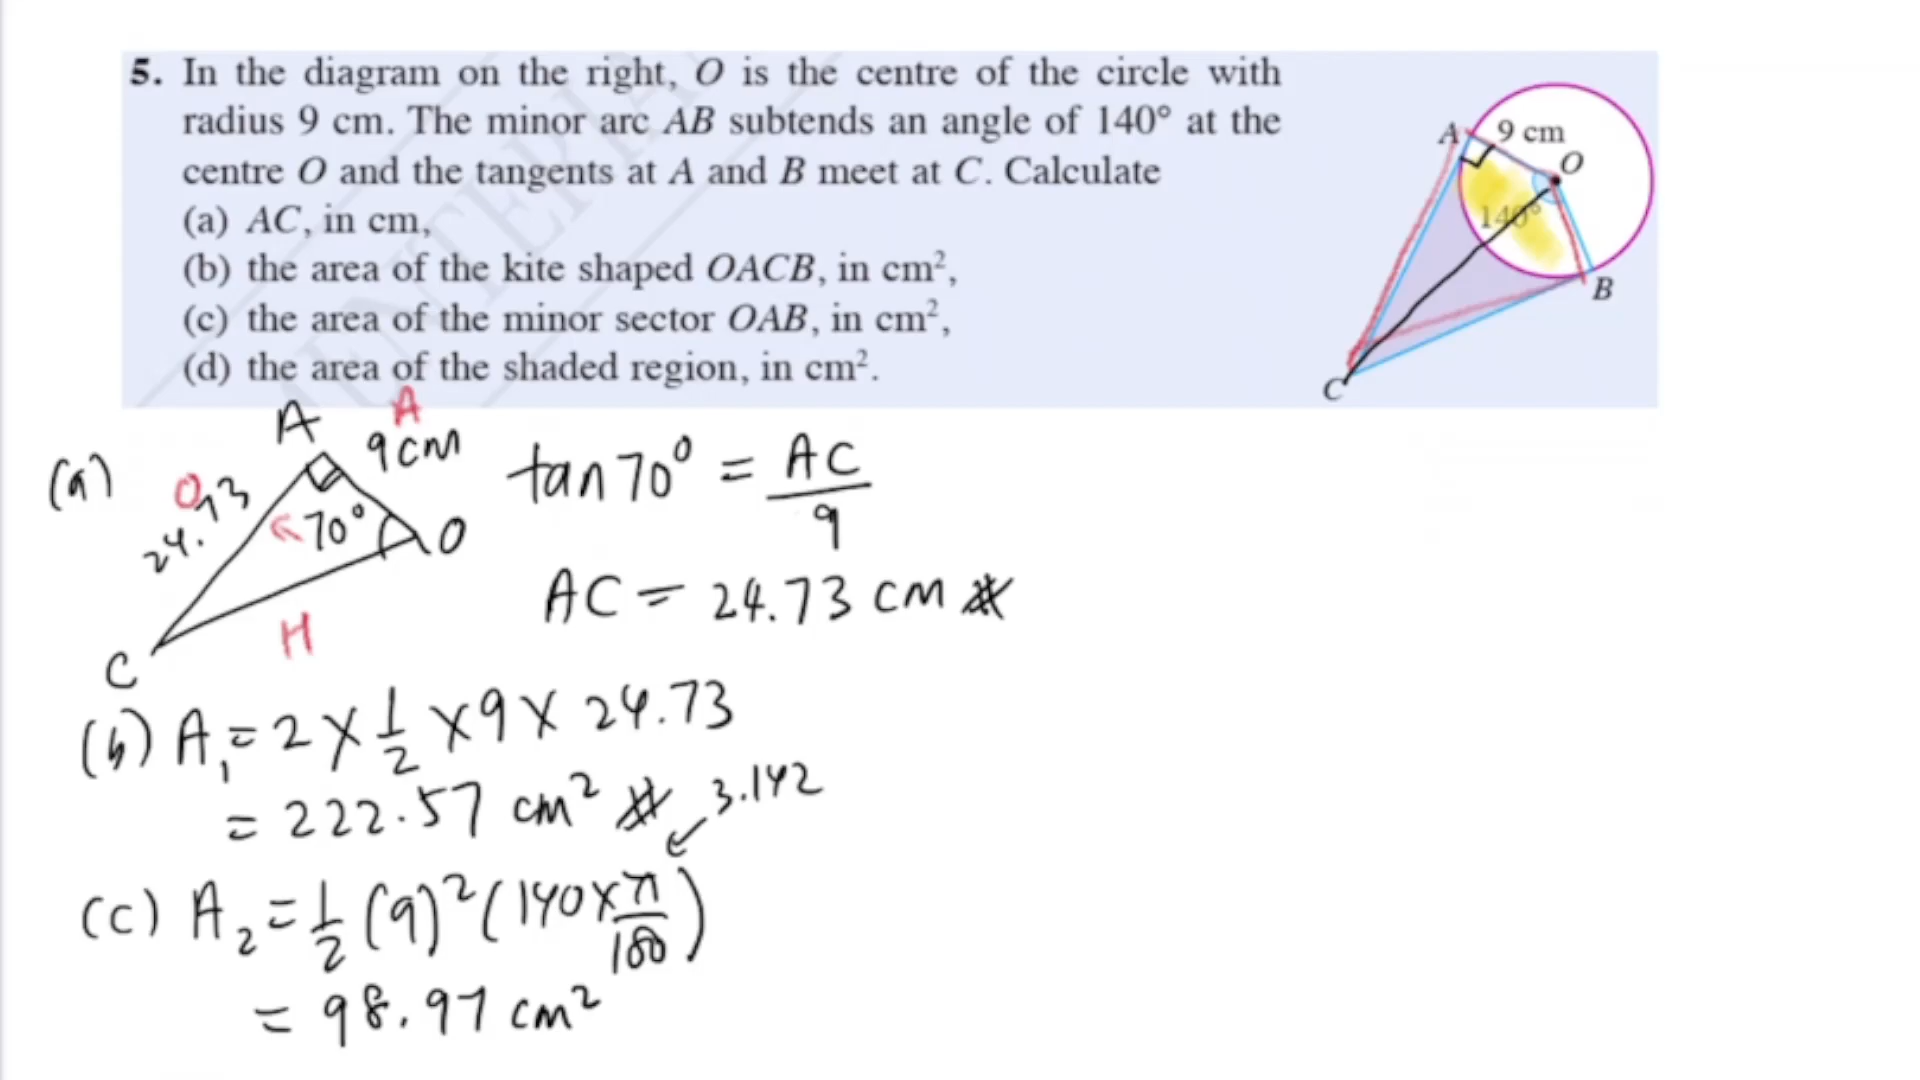 5. In the diagram on the right, O is the centre of the circle with
radius 9 cm. The minor arc AB subtends an angle of 140° at the
centre O and the tangents at A and B meet at C. Calculate
(a) AC, in cm,
(b) the area of the kite shaped OACB, in cm²,
(c) the area of the minor sector OAB, in cm²,
(d) the area of the shaded region, in cm².
A 9 cm
O
140°
B
C
(a)
A
A
9cm
O
24.73
70°
O
H
C
tan 70° = AC/9
AC = 24.73 cm #
(b) A₁ = 2 × 1/2 × 9 × 24.73
= 222.57 cm² #
3.142
(c) A₂ = 1/2 (9)² (140 × π/180)
= 98.97 cm²